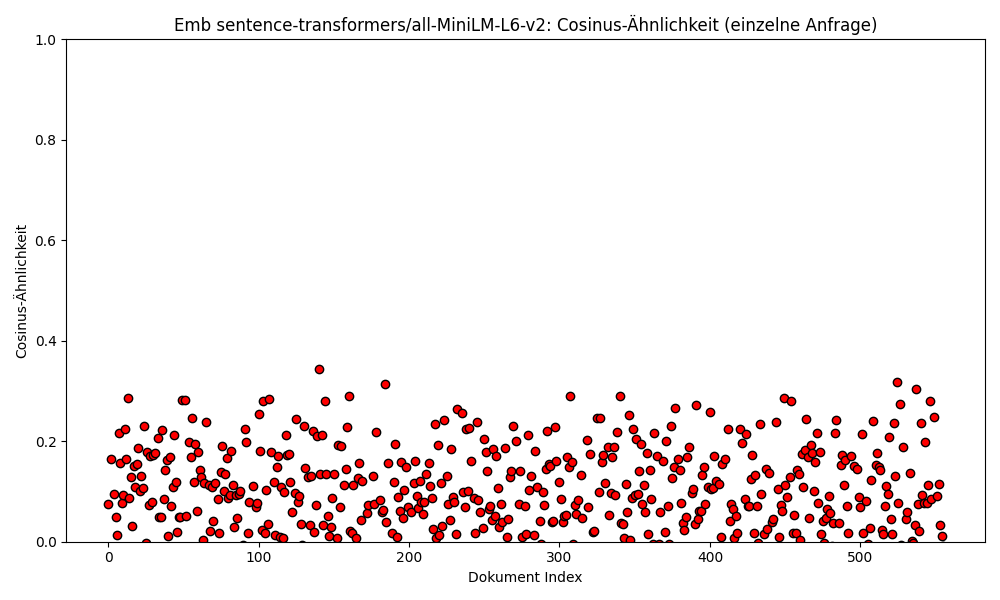 Emb sentence-transformers/all-MiniLM-L6-v2: Cosinus-Ähnlichkeit (einzelne Anfrage)
Cosinus-Ähnlichkeit
1.0
0.8
0.6
0.4
0.2
0.0
0 100 200 300 400 500
Dokument Index